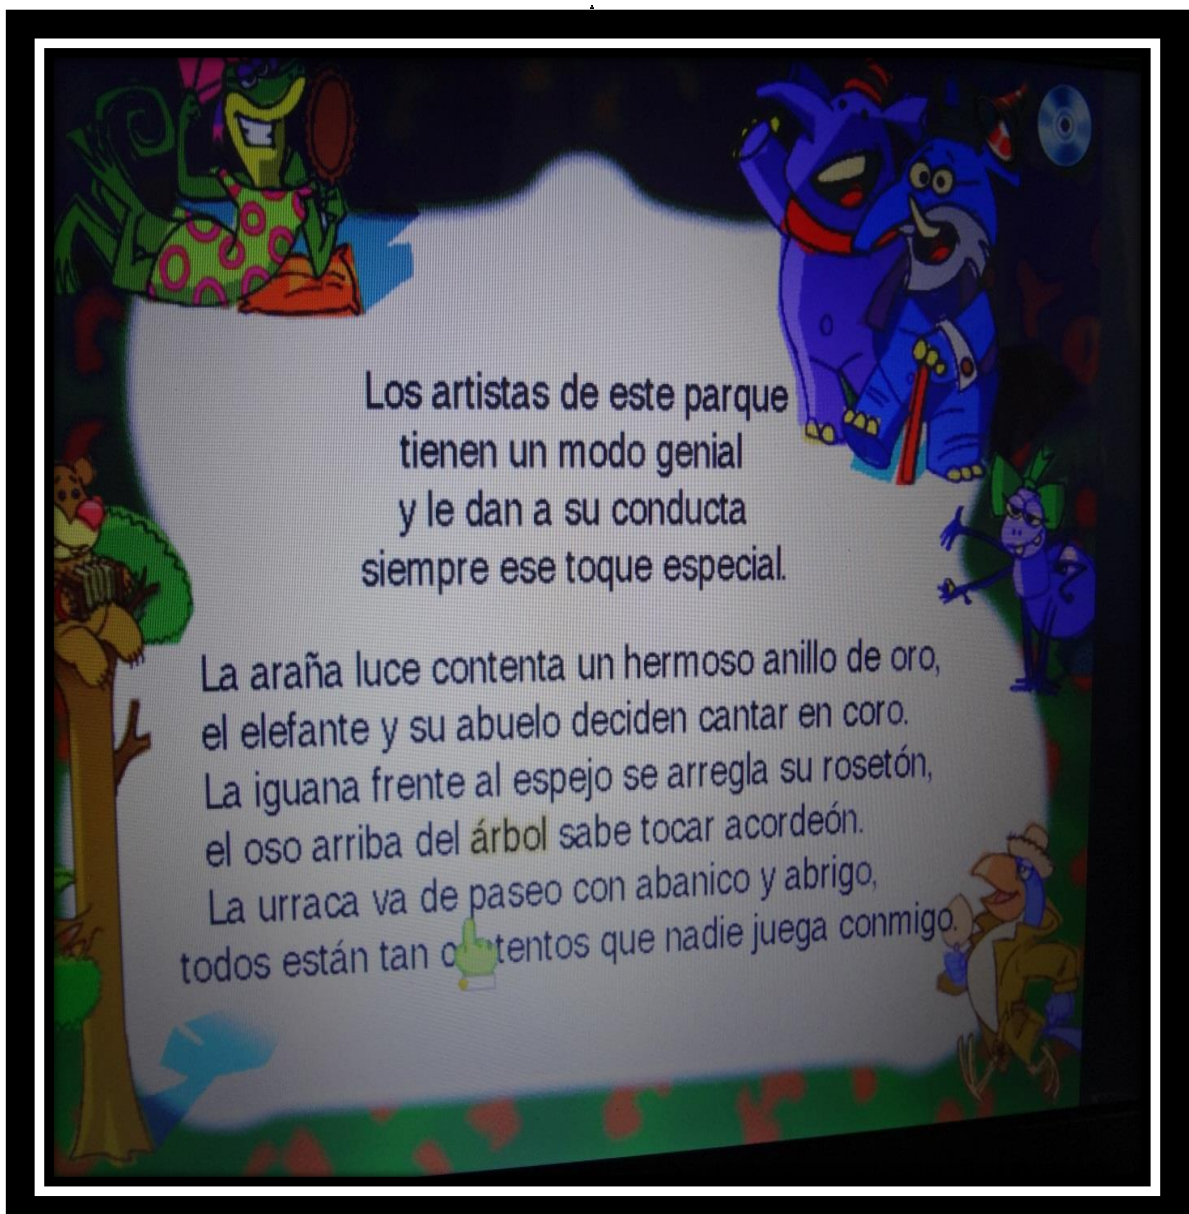 Los artistas de este parque
tienen un modo genial
y le dan a su conducta
siempre ese toque especial.
La araña luce contenta un hermoso anillo de oro,
el elefante y su abuelo deciden cantar en coro.
La iguana frente al espejo se arregla su rosetón,
el oso arriba del árbol sabe tocar acordeón.
La urraca va de paseo con abanico y abrigo,
todos están tan contentos que nadie juega conmigo.